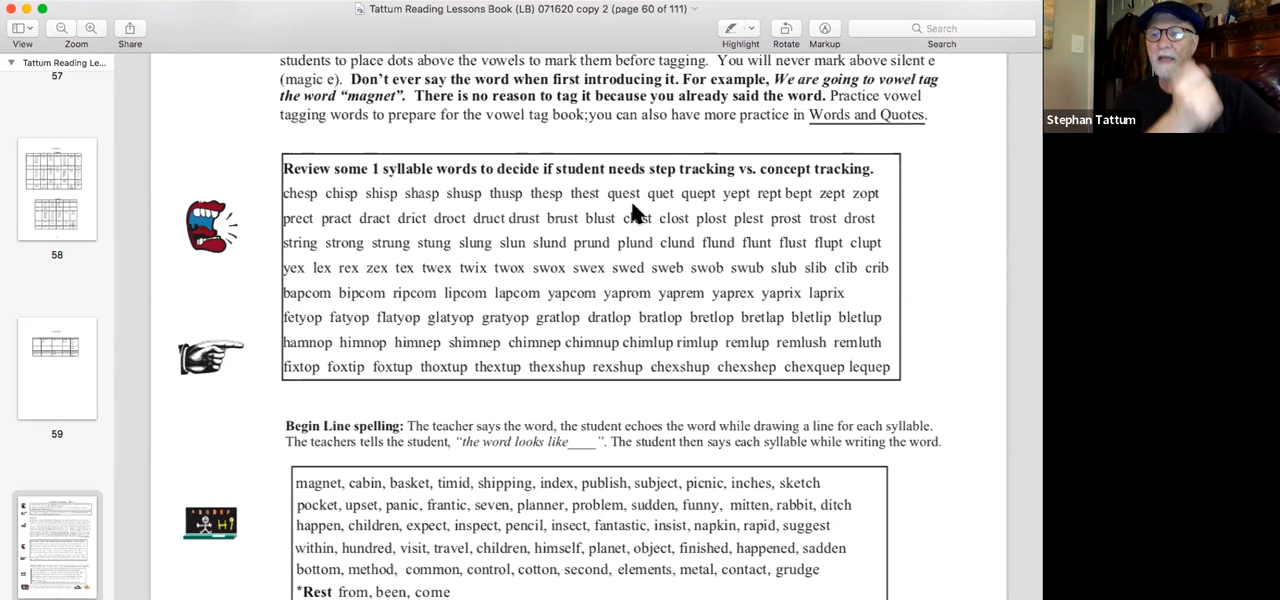 Tattum Reading Lessons Book (LB) 071620 copy 2 (page 60 of 111)
View
Zoom
Share
Highlight
Rotate
Markup
Search
Search
Tattum Reading Le...
57
58
59
students to place dots above the vowels to mark them before tagging. You will never mark above silent e
(magic e). Don't ever say the word when first introducing it. For example, We are going to vowel tag
the word “magnet”. There is no reason to tag it because you already said the word. Practice vowel
tagging words to prepare for the vowel tag book;you can also have more practice in Words and Quotes.
Review some 1 syllable words to decide if student needs step tracking vs. concept tracking.
chesp chisp shisp shasp shusp thusp thesp thest quest quet quept yept rept bept zept zopt
prect pract dract drict droct druct drust brust blust clost plost plest prost trost drost
string strong strung stung slung slun slund prund plund clund flund flunt flust flupt clupt
yex lex rex zex tex twex twix twox swox swex swed sweb swob swub slub slib clib crib
bapcom bipcom ripcom lipcom lapcom yapcom yaprom yaprem yaprex yaprix laprix
fetyop fatyop flatyop glatyop gratyop gratlop dratlop bratlop bretlop bretlap bletlip bletlup
hamnop himnop himnep shimnep chimnep chimnup chimlup rimlup remlup remlush remluth
fixtop foxtip foxtup thoxtup thextup thexshup rexshup chexshup chexshep chexquep lequep
Begin Line spelling: The teacher says the word, the student echoes the word while drawing a line for each syllable.
The teachers tells the student, “the word looks like____ ”. The student then says each syllable while writing the word.
magnet, cabin, basket, timid, shipping, index, publish, subject, picnic, inches, sketch
pocket, upset, panic, frantic, seven, planner, problem, sudden, funny, mitten, rabbit, ditch
happen, children, expect, inspect, pencil, insect, fantastic, insist, napkin, rapid, suggest
within, hundred, visit, travel, children, himself, planet, object, finished, happened, sadden
bottom, method, common, control, cotton, second, elements, metal, contact, grudge
*Rest from, been, come
Stephan Tattum